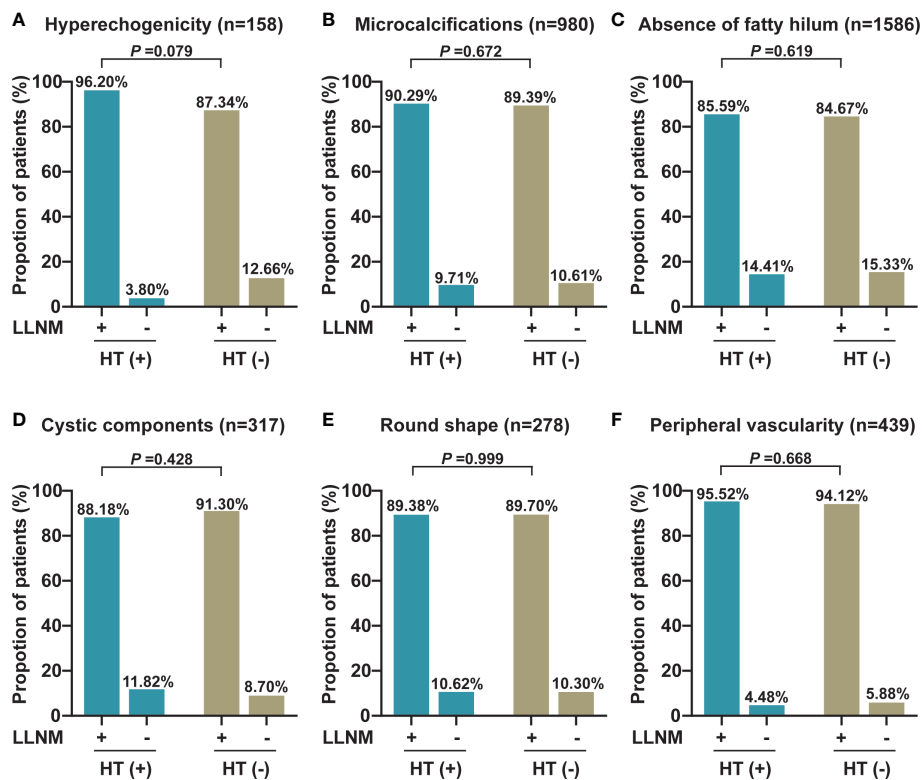 A Hyperechogenicity (n=158)
P =0.079
Propotion of patients (%)
100
80
60
40
20
0
96.20%
3.80%
87.34%
12.66%
LLNM + - + -
HT (+) HT (-)
B Microcalcifications (n=980)
P =0.672
Propotion of patients (%)
100
80
60
40
20
0
90.29%
9.71%
89.39%
10.61%
LLNM + - + -
HT (+) HT (-)
C Absence of fatty hilum (n=1586)
P =0.619
Propotion of patients (%)
100
80
60
40
20
0
85.59%
14.41%
84.67%
15.33%
LLNM + - + -
HT (+) HT (-)
D Cystic components (n=317)
P =0.428
Propotion of patients (%)
100
80
60
40
20
0
88.18%
11.82%
91.30%
8.70%
LLNM + - + -
HT (+) HT (-)
E Round shape (n=278)
P =0.999
Propotion of patients (%)
100
80
60
40
20
0
89.38%
10.62%
89.70%
10.30%
LLNM + - + -
HT (+) HT (-)
F Peripheral vascularity (n=439)
P =0.668
Propotion of patients (%)
100
80
60
40
20
0
95.52%
4.48%
94.12%
5.88%
LLNM + - + -
HT (+) HT (-)